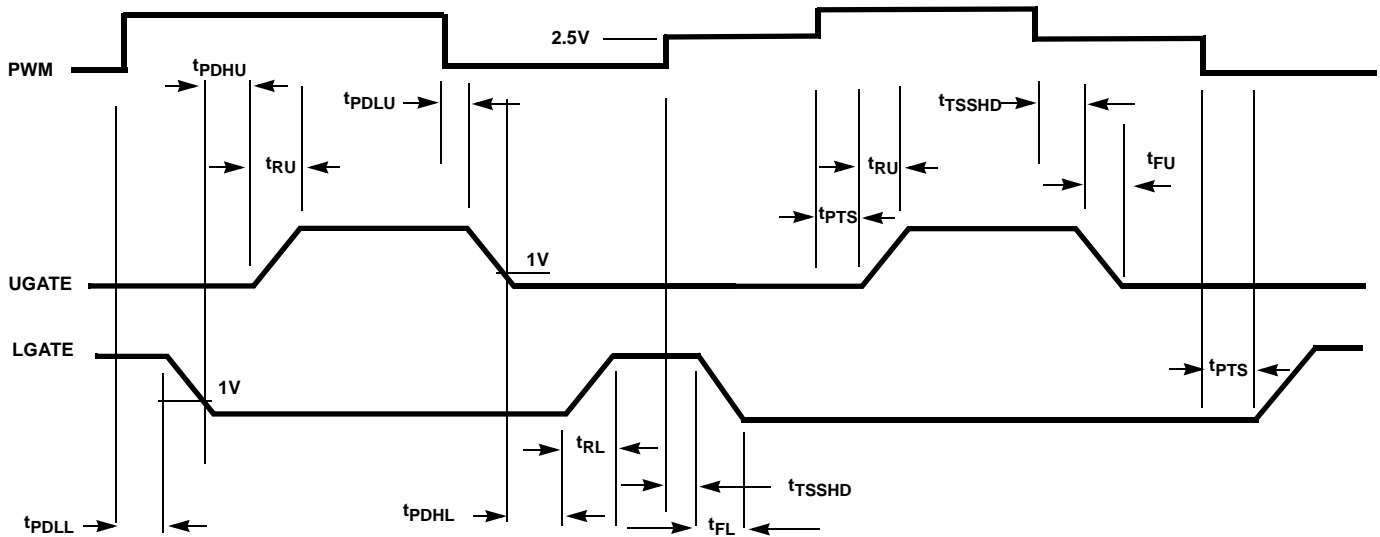 2.5V
PWM
tPDHU
tPDLU
tTSSHD
tRU
tRU
tFU
tPTS
1V
UGATE
LGATE
1V
tPTS
tRL
tTSSHD
tPDLL
tPDHL
tFL